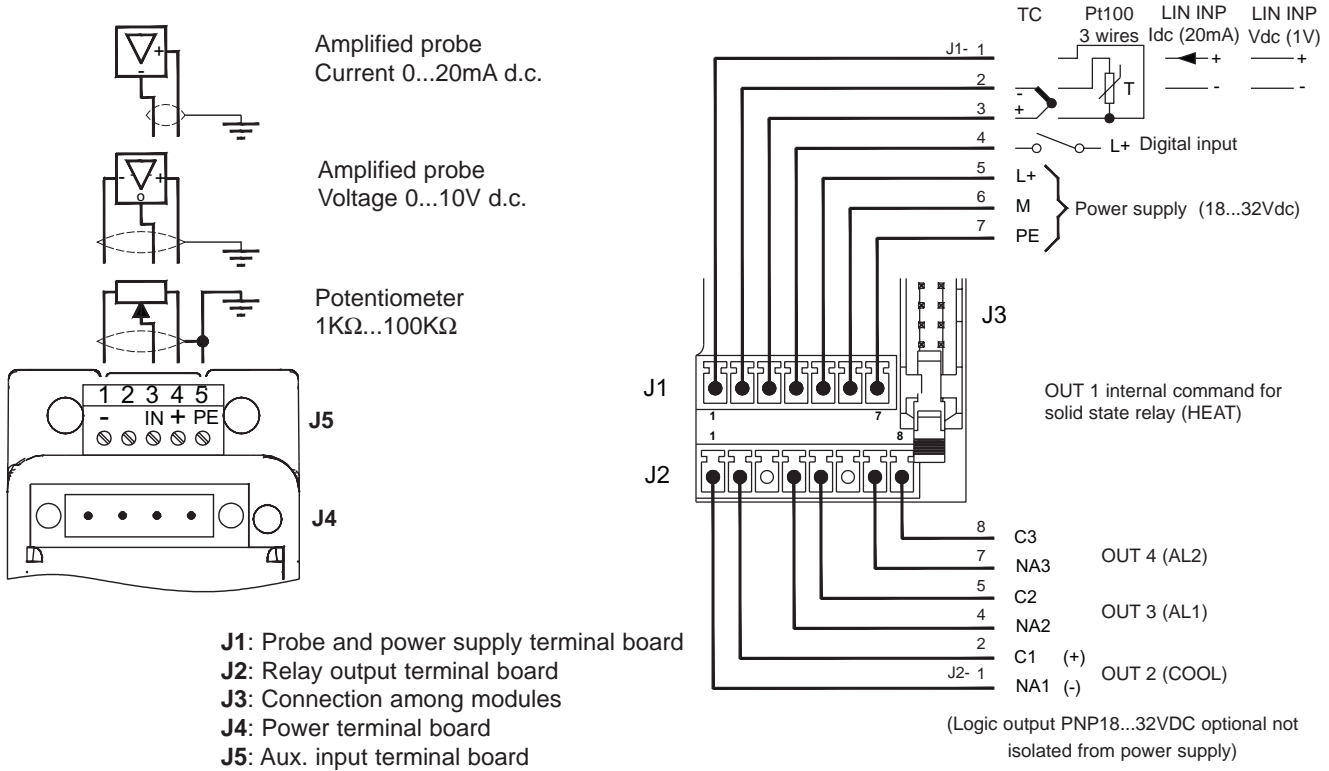 Amplified probe
Current 0...20mA d.c.
Amplified probe
Voltage 0...10V d.c.
Potentiometer
1KΩ...100KΩ
+
-
-
+
O
1 2 3 4 5
- IN + PE
J5
J4
TC
Pt100
3 wires
LIN INP
Idc (20mA)
LIN INP
Vdc (1V)
J1- 1
+
+
2
-
T
-
-
3
+
4
L+ Digital input
5
L+
6
M
Power supply (18...32Vdc)
7
PE
J3
J1
1
7
OUT 1 internal command for
solid state relay (HEAT)
1
8
J2
8
C3
7
NA3
OUT 4 (AL2)
5
C2
4
NA2
OUT 3 (AL1)
2
C1 (+)
J2- 1
NA1 (-)
OUT 2 (COOL)
(Logic output PNP18...32VDC optional not
isolated from power supply)
J1: Probe and power supply terminal board
J2: Relay output terminal board
J3: Connection among modules
J4: Power terminal board
J5: Aux. input terminal board